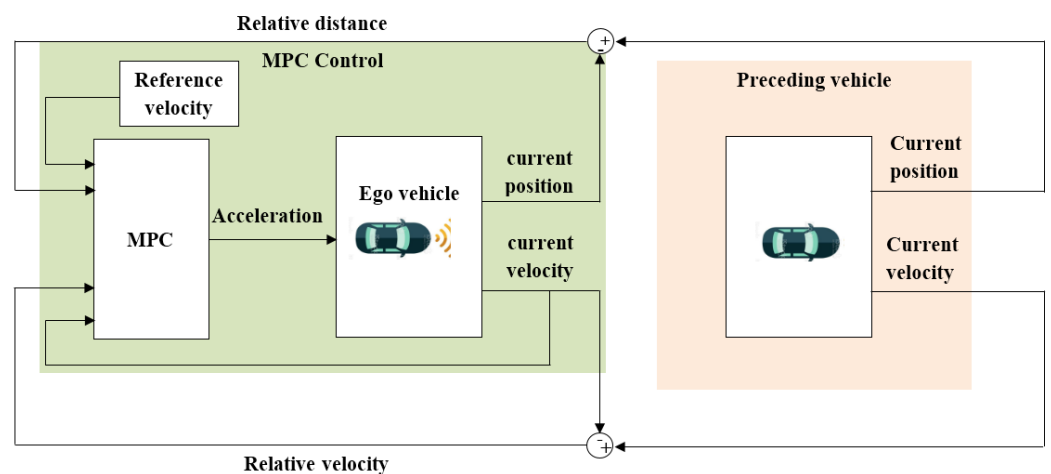 Relative distance
+
-
MPC Control
Preceding vehicle
Reference
velocity
current
position
Current
position
Ego vehicle
Acceleration
MPC
current
velocity
Current
velocity
-
+
Relative velocity